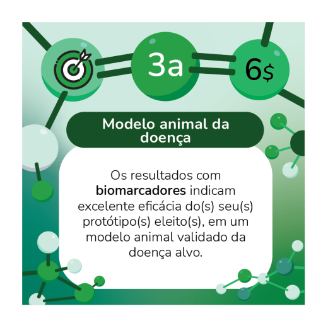 3a
6$
Modelo animal da
doença
Os resultados com
biomarcadores indicam
excelente eficácia do(s) seu(s)
protótipo(s) eleito(s), em um
modelo animal validado da
doença alvo.